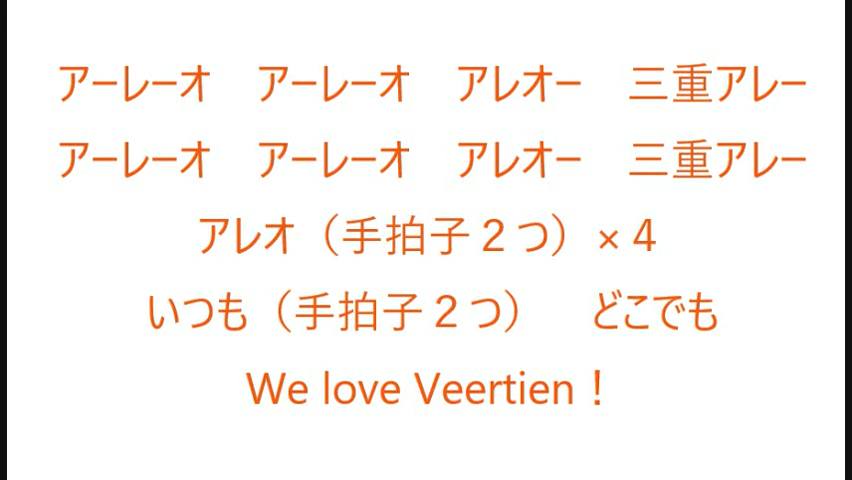 アーレーオ　アーレーオ　アレオー　三重アレー
アーレーオ　アーレーオ　アレオー　三重アレー
アレオ（手拍子２つ）×４
いつも（手拍子２つ）　どこでも
We love Veertien！